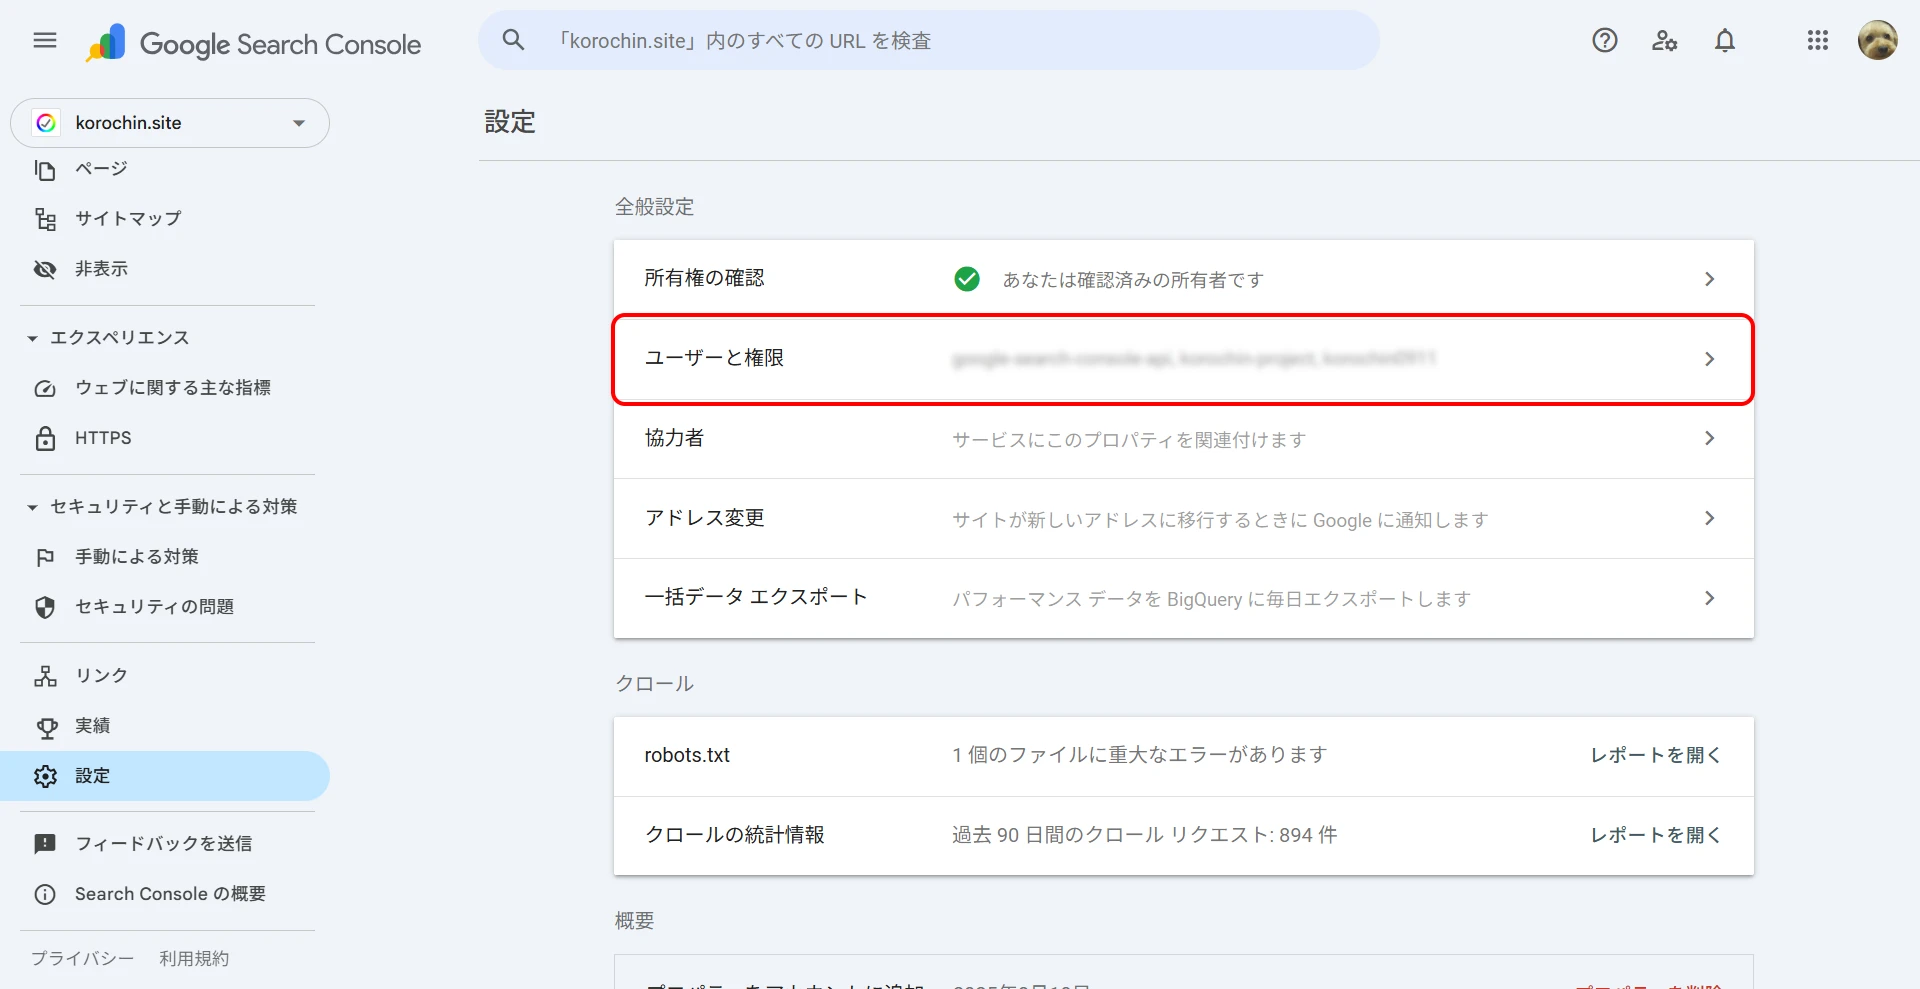 Google Search Console
「korochin.site」内のすべての URL を検査
korochin.site
設定
ページ
サイトマップ
非表示
エクスペリエンス
ウェブに関する主な指標
HTTPS
セキュリティと手動による対策
手動による対策
セキュリティの問題
リンク
実績
設定
フィードバックを送信
Search Console の概要
プライバシー 利用規約
全般設定
所有権の確認 あなたは確認済みの所有者です
ユーザーと権限
協力者 サービスにこのプロパティを関連付けます
アドレス変更 サイトが新しいアドレスに移行するときに Google に通知します
一括データ エクスポート パフォーマンス データを BigQuery に毎日エクスポートします
クロール
robots.txt 1 個のファイルに重大なエラーがあります レポートを開く
クロールの統計情報 過去 90 日間のクロール リクエスト: 894 件 レポートを開く
概要